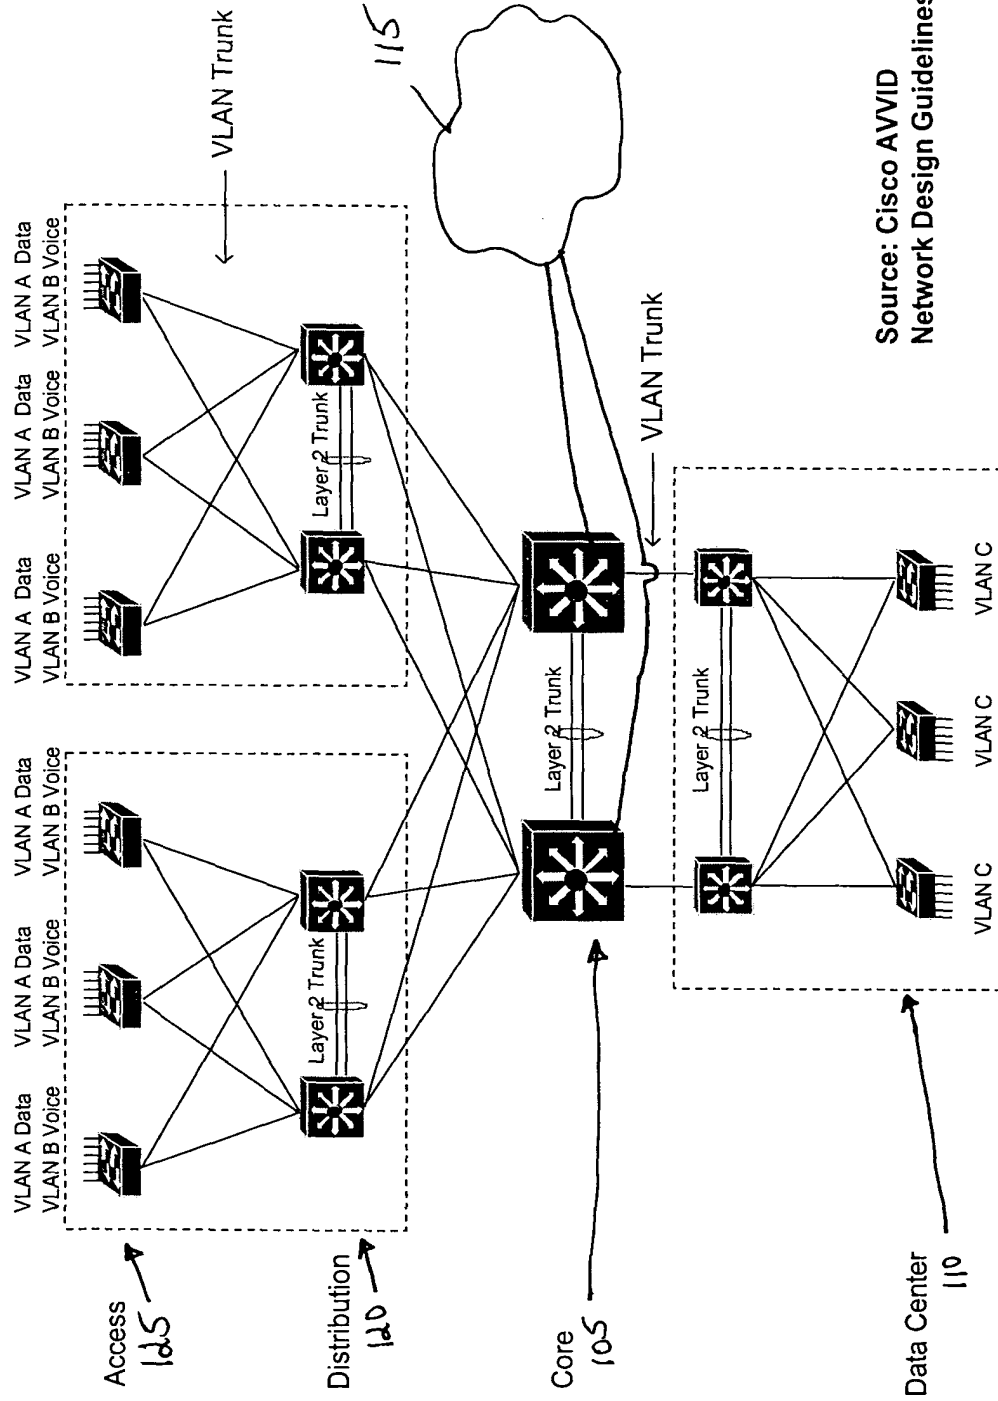 VLAN A Data
VLAN B Voice
VLAN A Data
VLAN B Voice
VLAN A Data
VLAN B Voice
VLAN A Data
VLAN B Voice
VLAN A Data
VLAN B Voice
VLAN A Data
VLAN B Voice
Access
125
VLAN Trunk
Distribution
120
Layer 2 Trunk
Layer 2 Trunk
115
Core
105
Layer 2 Trunk
VLAN Trunk
Layer 2 Trunk
Data Center
110
VLAN C
VLAN C
VLAN C
Source: Cisco AVVID
Network Design Guidelines